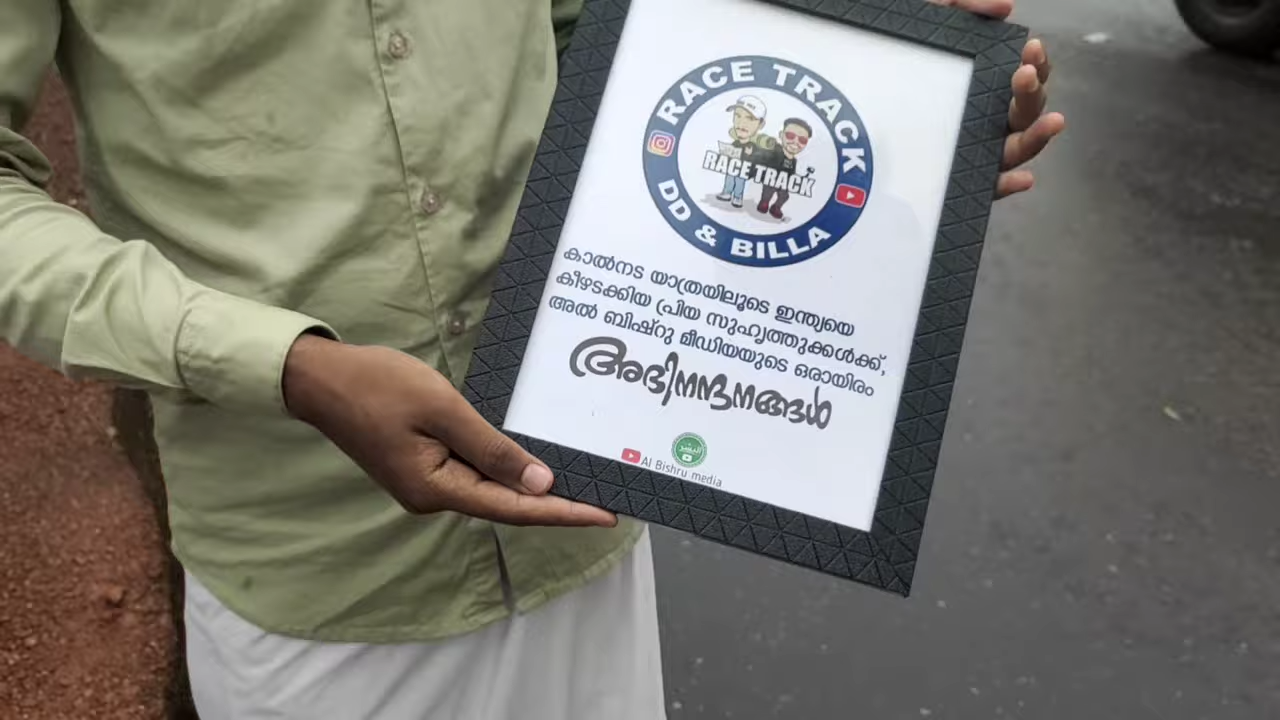 RACE TRACK
RACE TRACK
DD & BILLA
കാൽനട യാത്രയിലൂടെ ഇന്ത്യയെ
കീഴടക്കിയ പ്രിയ സുഹൃത്തുക്കൾക്ക്,
അൽ ബിഷ്റു മീഡിയയുടെ ഒരായിരം
അഭിനന്ദനങ്ങൾ
البشر
Al Bishru media